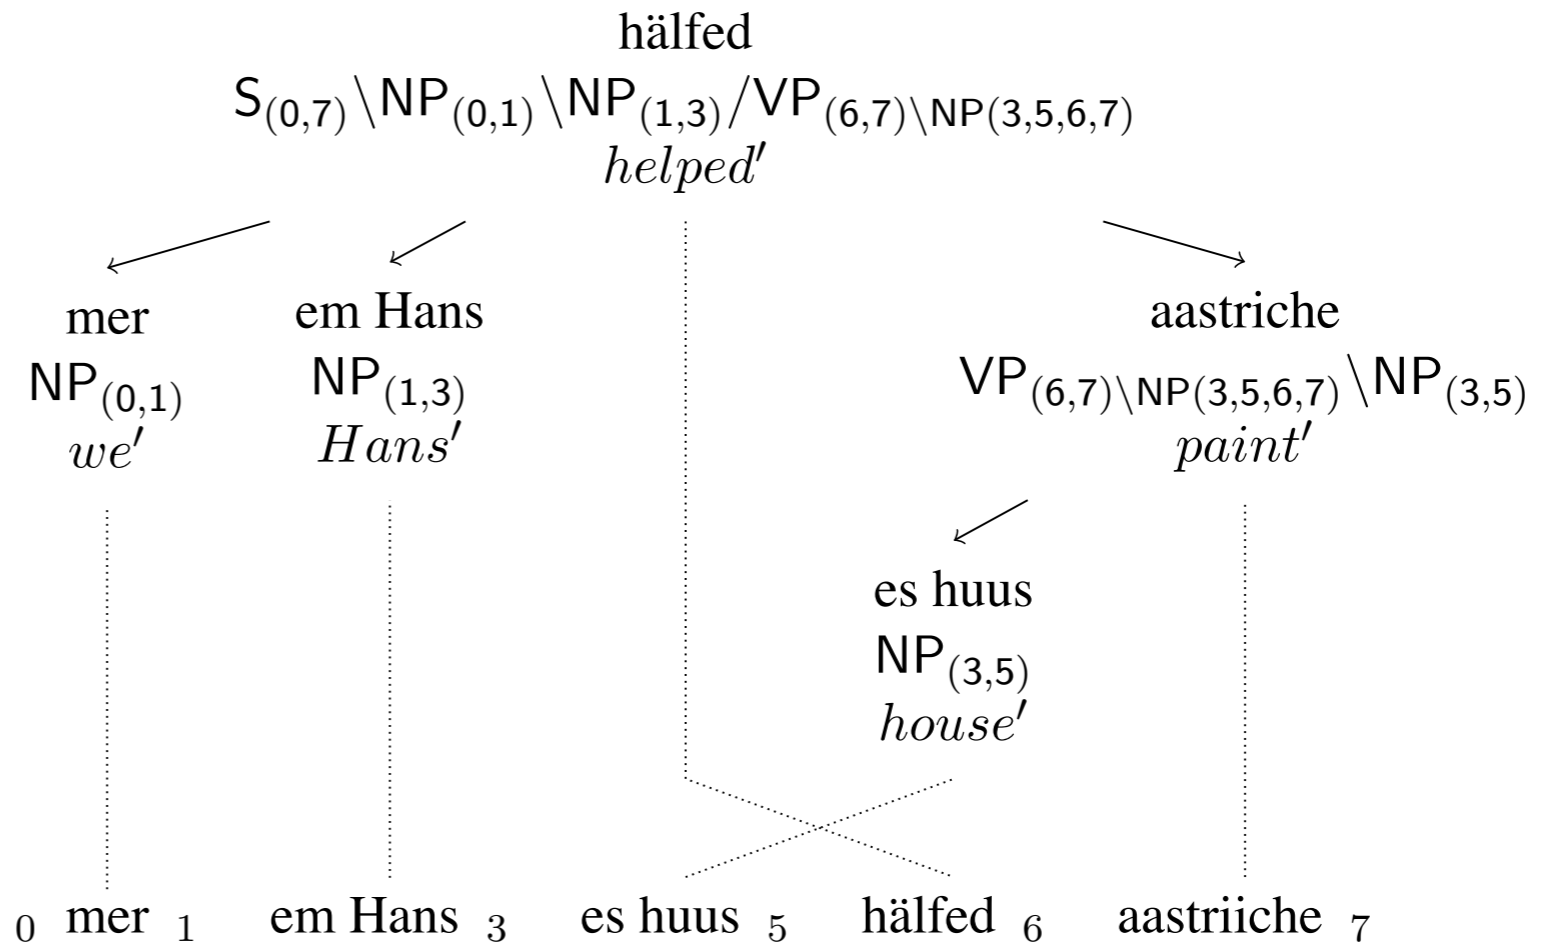 hälfed
S(0,7)\NP(0,1)\NP(1,3)/VP(6,7)\NP(3,5,6,7)
helped′
mer em Hans aastriche
NP(0,1) NP(1,3) VP(6,7)\NP(3,5,6,7)\NP(3,5)
we′ Hans′ paint′
es huus
NP(3,5)
house′
0 mer 1 em Hans 3 es huus 5 hälfed 6 aastriiche 7